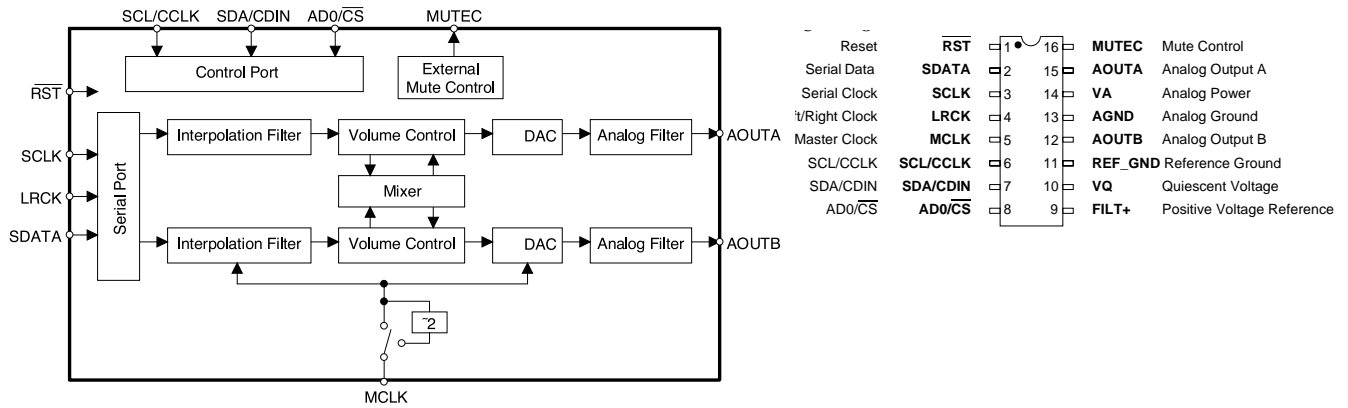 SCL/CCLK SDA/CDIN AD0/CS MUTEC
Control Port
External
Mute Control
RST
Serial Port
SCLK
LRCK
SDATA
Interpolation Filter Volume Control DAC Analog Filter AOUTA
Mixer
Interpolation Filter Volume Control DAC Analog Filter AOUTB
~2
MCLK
Reset RST 1 16 MUTEC Mute Control
Serial Data SDATA 2 15 AOUTA Analog Output A
Serial Clock SCLK 3 14 VA Analog Power
t/Right Clock LRCK 4 13 AGND Analog Ground
Master Clock MCLK 5 12 AOUTB Analog Output B
SCL/CCLK SCL/CCLK 6 11 REF_GND Reference Ground
SDA/CDIN SDA/CDIN 7 10 VQ Quiescent Voltage
AD0/CS AD0/CS 8 9 FILT+ Positive Voltage Reference